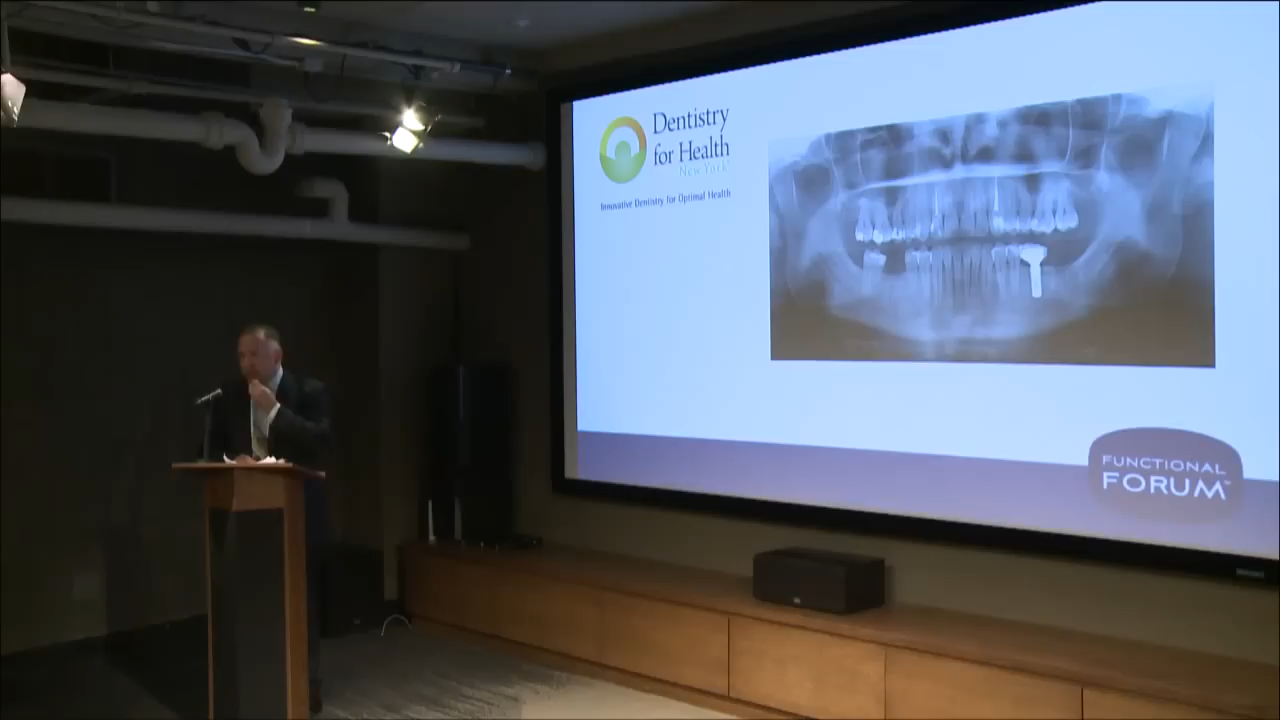 Dentistry
for Health
New York
Innovative Dentistry for Optimal Health
FUNCTIONAL
FORUM™